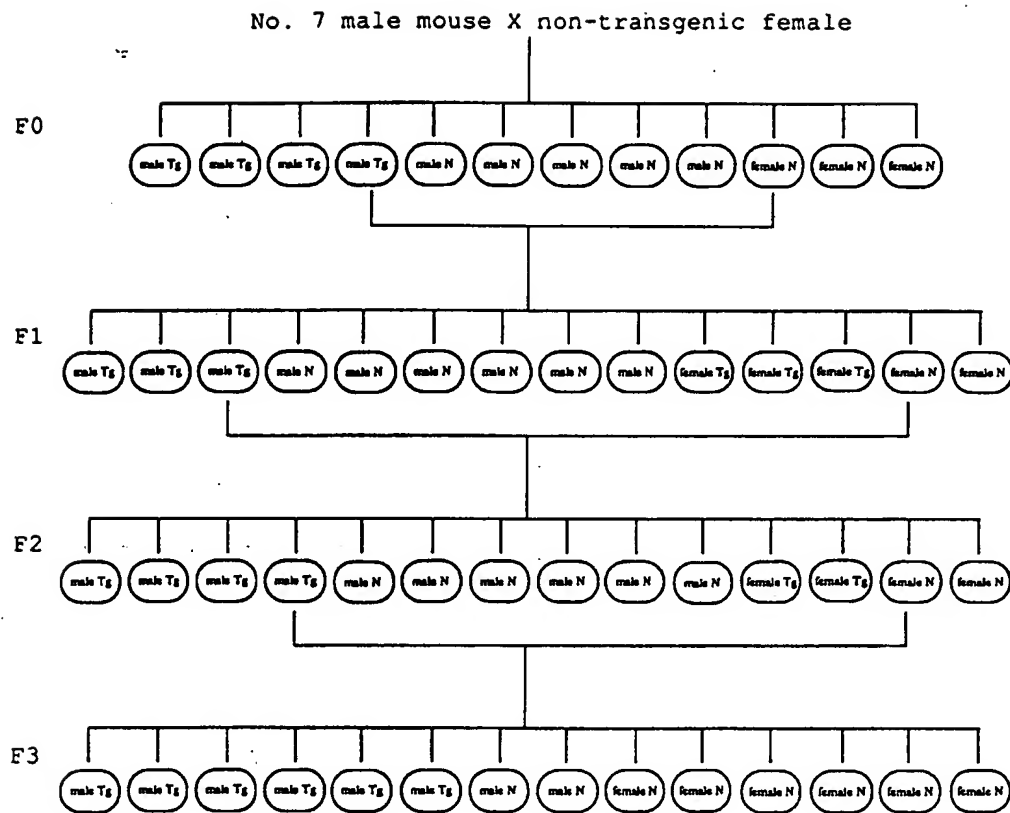 No. 7 male mouse X non-transgenic female
F0
male Tg male Tg male Tg male Tg male N male N male N male N male N female N female N female N
F1
male Tg male Tg male Tg male N male N male N male N male N male N female Tg female Tg female Tg female N female N
F2
male Tg male Tg male Tg male Tg male N male N male N male N male N male N female Tg female Tg female N female N
F3
male Tg male Tg male Tg male Tg male Tg male Tg male N male N female N female N female N female N female N female N